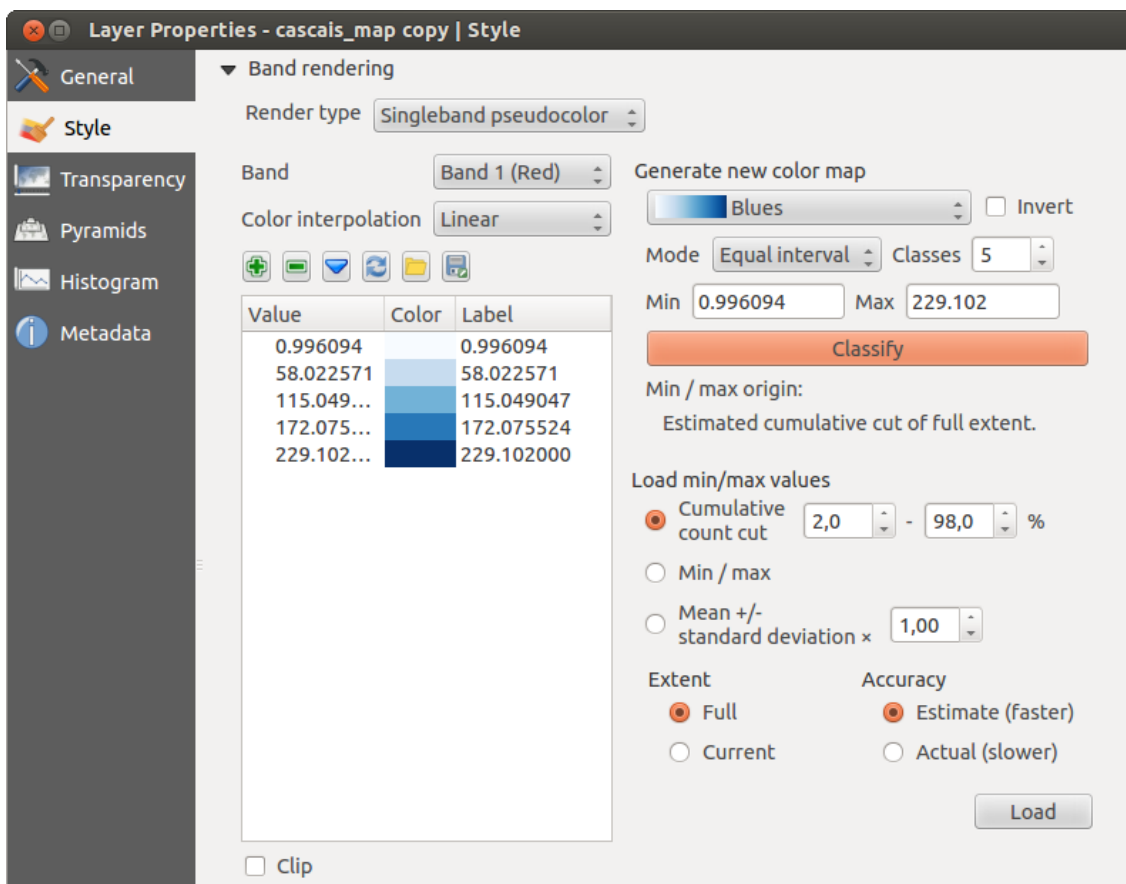 Layer Properties - cascais_map copy | Style
General
Style
Transparency
Pyramids
Histogram
Metadata
Band rendering
Render type Singleband pseudocolor
Band Band 1 (Red)
Color interpolation Linear
Value Color Label
0.996094 0.996094
58.022571 58.022571
115.049... 115.049047
172.075... 172.075524
229.102... 229.102000
Clip
Generate new color map
Blues Invert
Mode Equal interval Classes 5
Min 0.996094 Max 229.102
Classify
Min / max origin:
Estimated cumulative cut of full extent.
Load min/max values
Cumulative
count cut 2,0 - 98,0 %
Min / max
Mean +/-
standard deviation × 1,00
Extent Accuracy
Full Estimate (faster)
Current Actual (slower)
Load